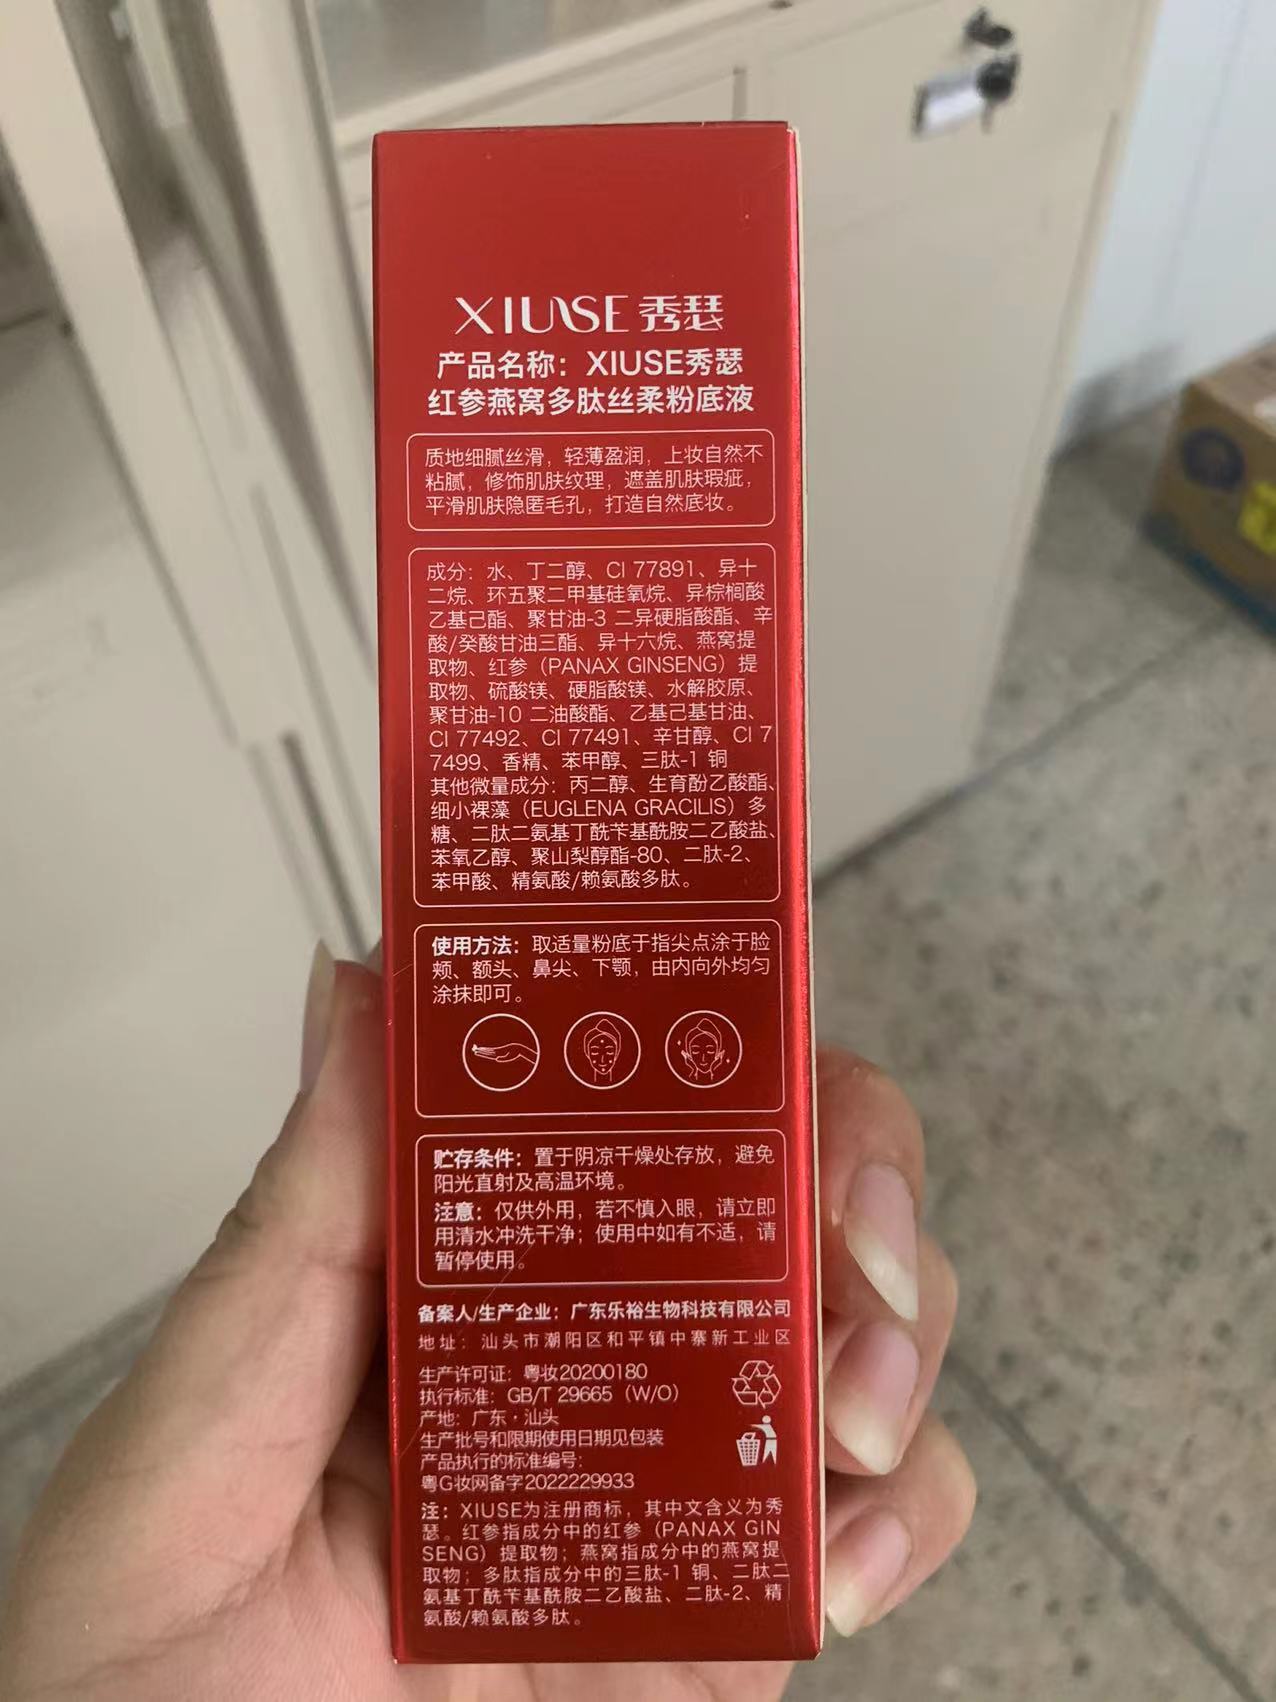 XIUSE 秀瑟
产品名称：XIUSE秀瑟
红参燕窝多肽丝柔粉底液
质地细腻丝滑，轻薄盈润，上妆自然不
粘腻，修饰肌肤纹理，遮盖肌肤瑕疵，
平滑肌肤隐匿毛孔，打造自然底妆。
成分：水、丁二醇、CI 77891、异十
二烷、环五聚二甲基硅氧烷、异棕榈酸
乙基己酯、聚甘油-3 二异硬脂酸酯、辛
酸/癸酸甘油三酯、异十六烷、燕窝提
取物、红参（PANAX GINSENG）提
取物、硫酸镁、硬脂酸镁、水解胶原、
聚甘油-10 二油酸酯、乙基己基甘油、
CI 77492、CI 77491、辛甘醇、CI 7
7499、香精、苯甲醇、三肽-1 铜
其他微量成分：丙二醇、生育酚乙酸酯、
细小裸藻（EUGLENA GRACILIS）多
糖、二肽二氨基丁酰苄基酰胺二乙酸盐、
苯氧乙醇、聚山梨醇酯-80、二肽-2、
苯甲酸、精氨酸/赖氨酸多肽。
使用方法：取适量粉底于指尖点涂于脸
颊、额头、鼻尖、下颚，由内向外均匀
涂抹即可。
贮存条件：置于阴凉干燥处存放，避免
阳光直射及高温环境。
注意：仅供外用，若不慎入眼，请立即
用清水冲洗干净；使用中如有不适，请
暂停使用。
备案人/生产企业：广东乐裕生物科技有限公司
地址：汕头市潮阳区和平镇中寨新工业区
生产许可证：粤妆20200180
执行标准：GB/T 29665（W/O）
产地：广东·汕头
生产批号和限期使用日期见包装
产品执行的标准编号：
粤G妆网备字2022229933
注：XIUSE为注册商标，其中文含义为秀
瑟。红参指成分中的红参（PANAX GIN
SENG）提取物；燕窝指成分中的燕窝提
取物；多肽指成分中的三肽-1 铜、二肽二
氨基丁酰苄基酰胺二乙酸盐、二肽-2、精
氨酸/赖氨酸多肽。